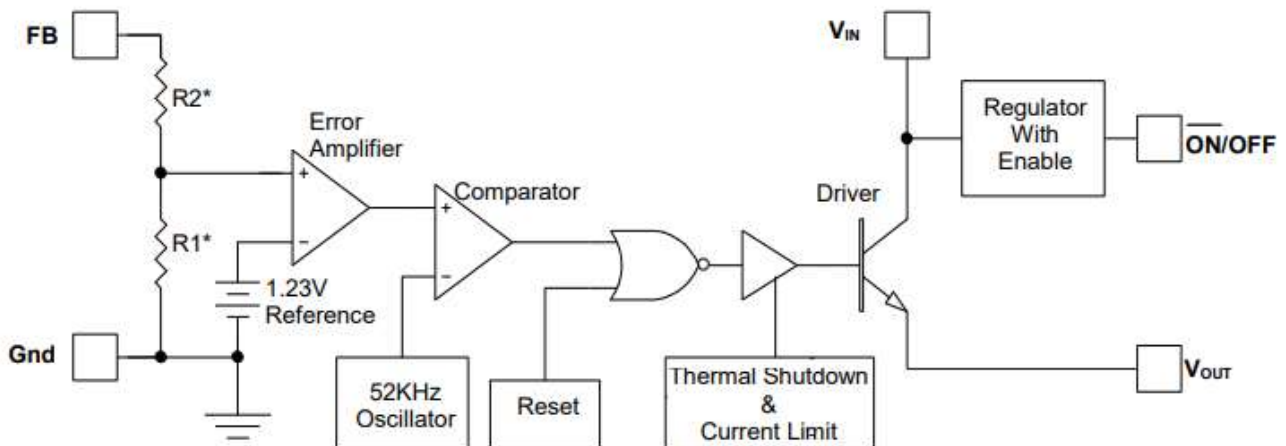 FB
R2*
Error
Amplifier
+
−
R1*
1.23V
Reference
Gnd
Comparator
+
−
52KHz
Oscillator
Reset
Thermal Shutdown
&
Current Limit
Driver
VIN
Regulator
With
Enable
ON/OFF
VOUT